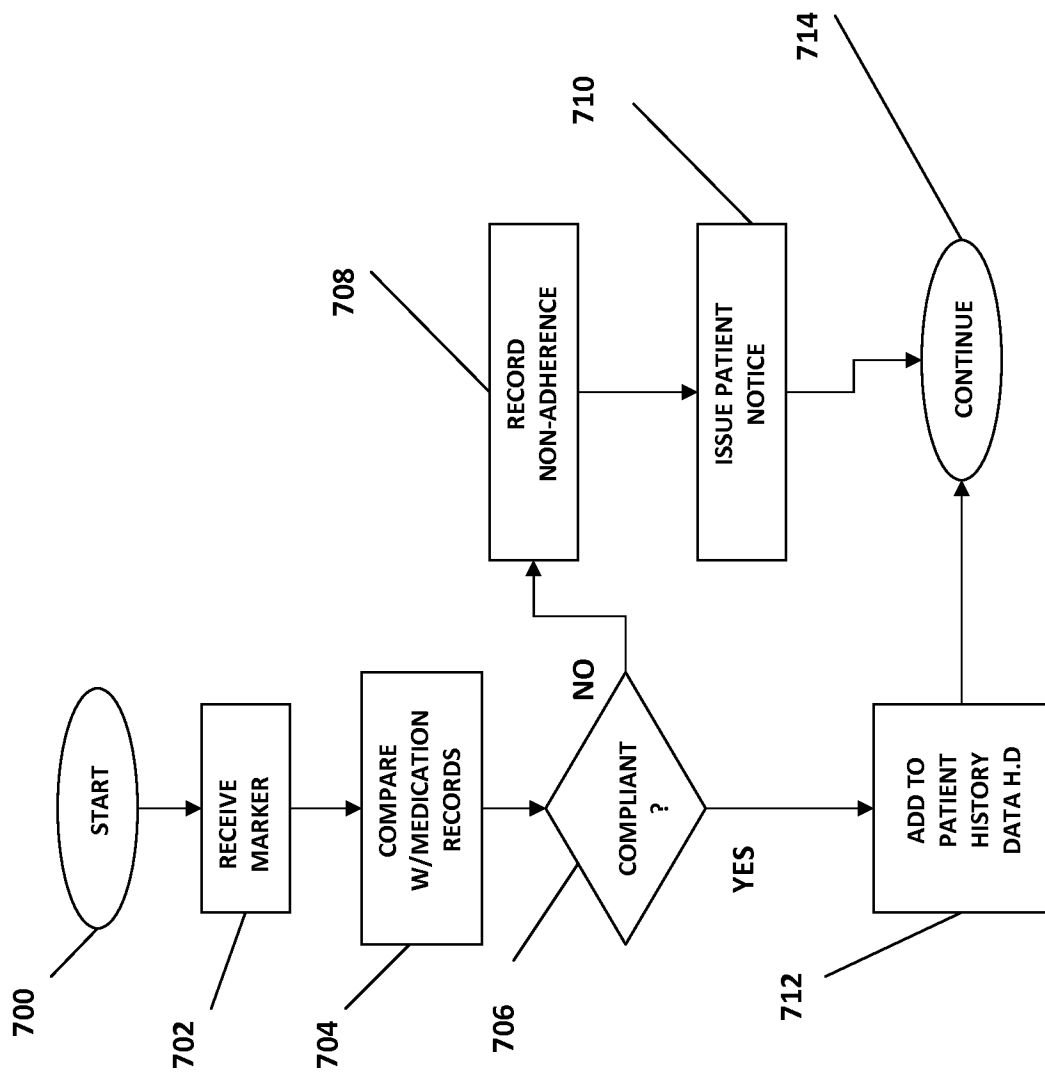 700
START
702
RECEIVE
MARKER
704
COMPARE
W/MEDICATION
RECORDS
706
COMPLIANT
?
NO
YES
708
RECORD
NON-ADHERENCE
710
ISSUE PATIENT
NOTICE
712
ADD TO
PATIENT
HISTORY
DATA H.D
714
CONTINUE